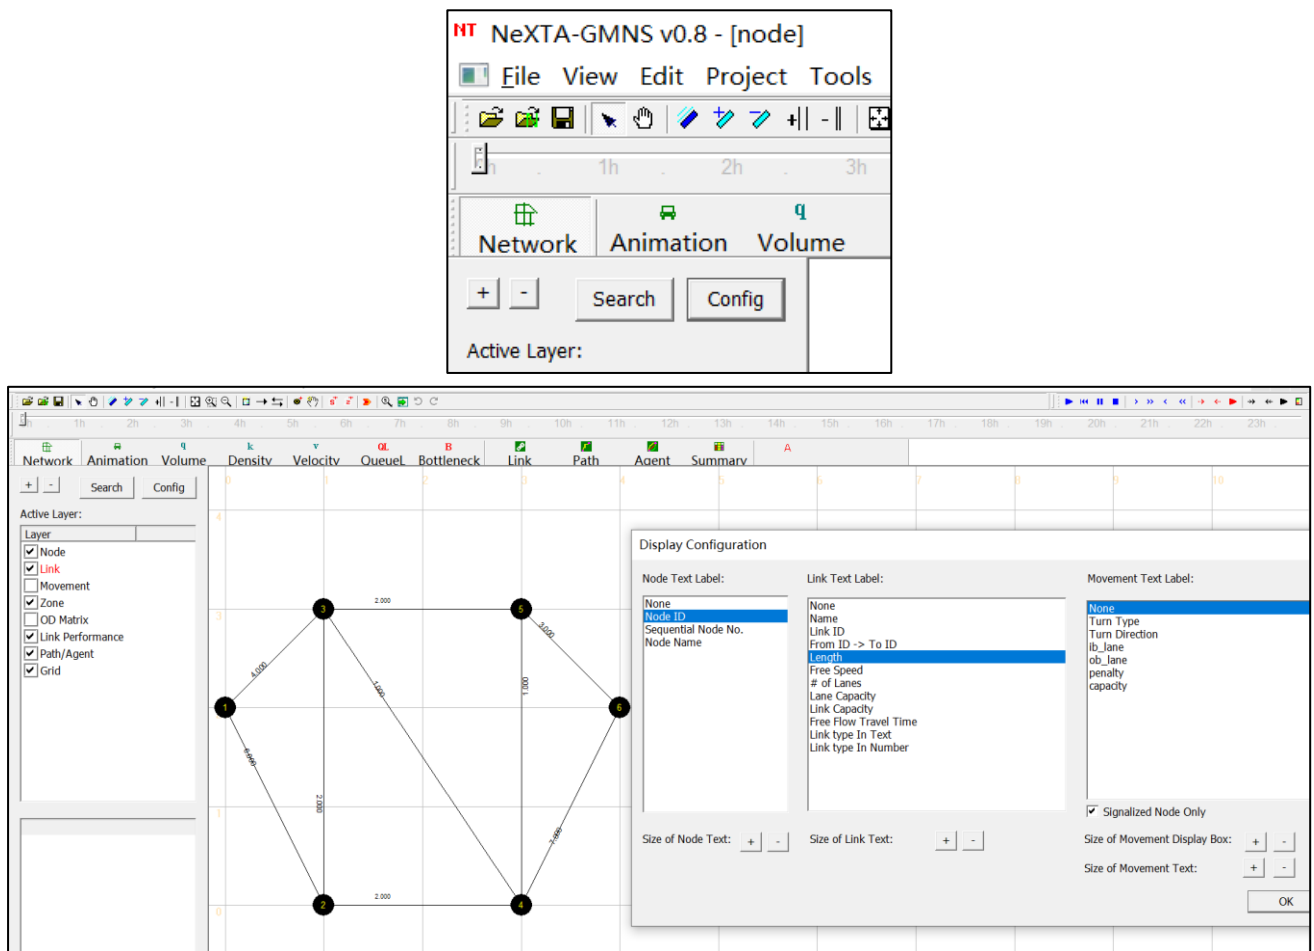 NT NeXTA-GMNS v0.8 - [node]
File View Edit Project Tools
1h 2h 3h
q
Network Animation Volume
+ - Search Config
Active Layer:
1h 2h 3h 4h 5h 6h 7h 8h 9h 10h 11h 12h 13h 14h 15h 16h 17h 18h 19h 20h 21h 22h 23h
q k v QL B A
Network Animation Volume Density Velocity QueueL Bottleneck Link Path Agent Summary
+ - Search Config
Active Layer:
Layer
Node
Link
Movement
Zone
OD Matrix
Link Performance
Path/Agent
Grid
0 1 2 3 4 5 6 7 8 9 10
4
3
1
0
3
2.000
5
3.000
4.000
1.000
1.000
1
6
6.000
2.000
7.000
2
2.000
4
Display Configuration
Node Text Label:
None
Node ID
Sequential Node No.
Node Name
Size of Node Text: + -
Link Text Label:
None
Name
Link ID
From ID -> To ID
Length
Free Speed
# of Lanes
Lane Capacity
Link Capacity
Free Flow Travel Time
Link type In Text
Link type In Number
Size of Link Text: + -
Movement Text Label:
None
Turn Type
Turn Direction
ib_lane
ob_lane
penalty
capacity
Signalized Node Only
Size of Movement Display Box: + -
Size of Movement Text: + -
OK